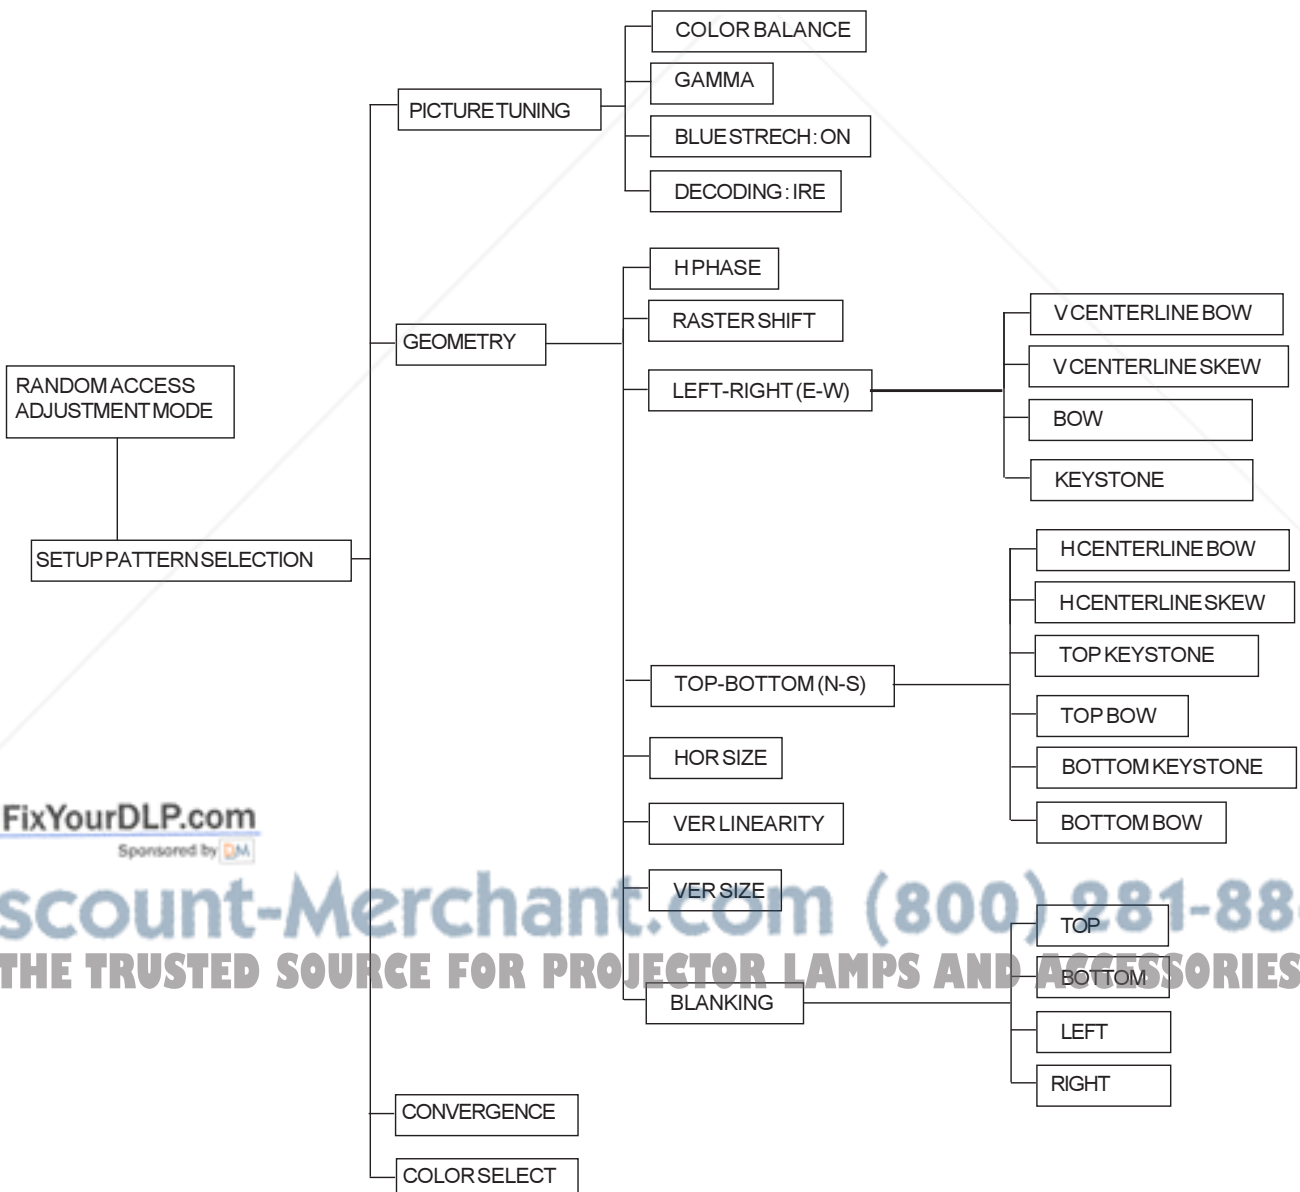 COLOR BALANCE
GAMMA
PICTURE TUNING
BLUE STRECH : ON
DECODING : IRE
H PHASE
RASTER SHIFT
V CENTERLINE BOW
GEOMETRY
V CENTERLINE SKEW
RANDOM ACCESS
ADJUSTMENT MODE
LEFT-RIGHT (E-W)
BOW
KEYSTONE
SETUP PATTERN SELECTION
H CENTERLINE BOW
H CENTERLINE SKEW
TOP KEYSTONE
TOP-BOTTOM (N-S)
TOP BOW
HOR SIZE
BOTTOM KEYSTONE
VER LINEARITY
BOTTOM BOW
FixYourDLP.com
Sponsored by DM
VER SIZE
scount-Merchant.com (800) 281-88
TOP
THE TRUSTED SOURCE FOR PROJECTOR LAMPS AND ACCESSORIES
BOTTOM
BLANKING
LEFT
RIGHT
CONVERGENCE
COLOR SELECT